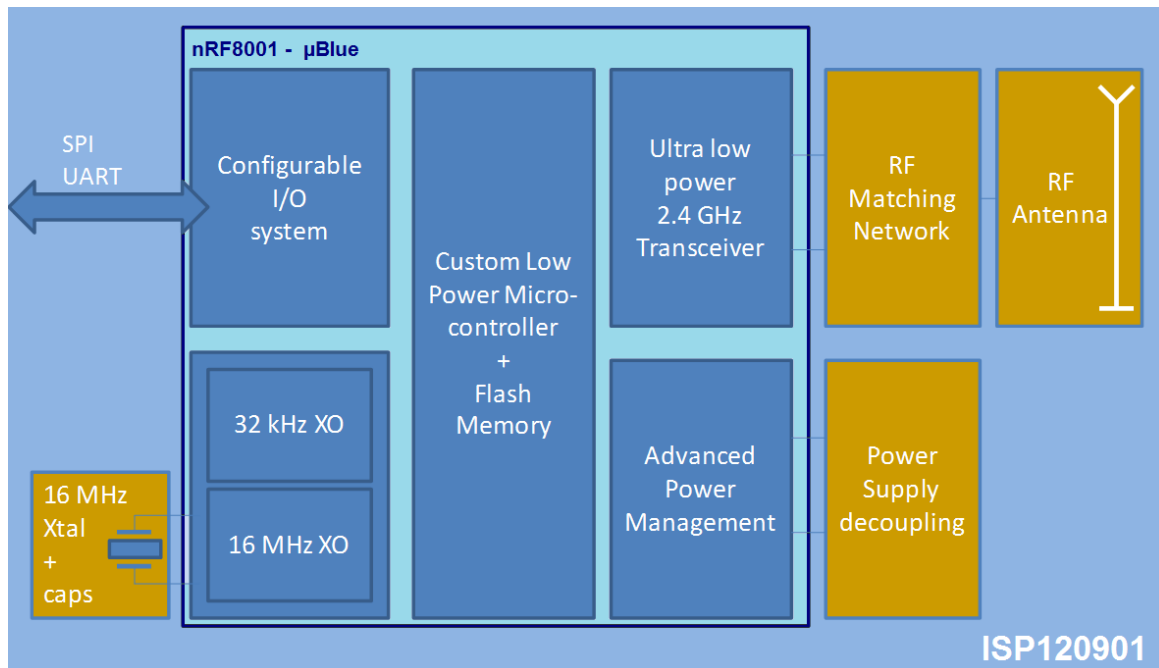 nRF8001 - µBlue
SPI
UART
Configurable
I/O
system
Custom Low
Power Micro-
controller
+
Flash
Memory
Ultra low
power
2.4 GHz
Transceiver
RF
Matching
Network
RF
Antenna
32 kHz XO
16 MHz XO
16 MHz
Xtal
+
caps
Advanced
Power
Management
Power
Supply
decoupling
ISP120901